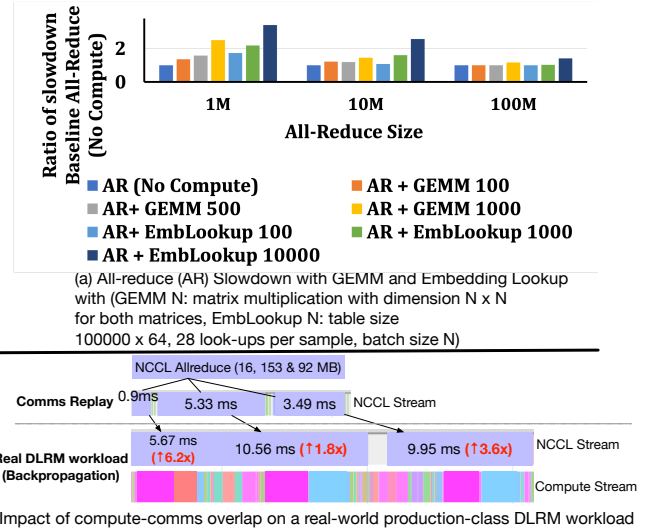 Ratio of slowdown
Baseline All-Reduce
(No Compute)
2
0
1M
10M
100M
All-Reduce Size
AR (No Compute)
AR + GEMM 100
AR+ GEMM 500
AR + GEMM 1000
AR+ EmbLookup 100
AR + EmbLookup 1000
AR + EmbLookup 10000
(a) All-reduce (AR) Slowdown with GEMM and Embedding Lookup
with (GEMM N: matrix multiplication with dimension N x N
for both matrices, EmbLookup N: table size
100000 x 64, 28 look-ups per sample, batch size N)
NCCL Allreduce (16, 153 & 92 MB)
Comms Replay
0.9ms
5.33 ms
3.49 ms
NCCL Stream
Real DLRM workload
(Backpropagation)
5.67 ms
(↑6.2x)
10.56 ms (↑1.8x)
9.95 ms (↑3.6x)
NCCL Stream
Compute Stream
Impact of compute-comms overlap on a real-world production-class DLRM workload